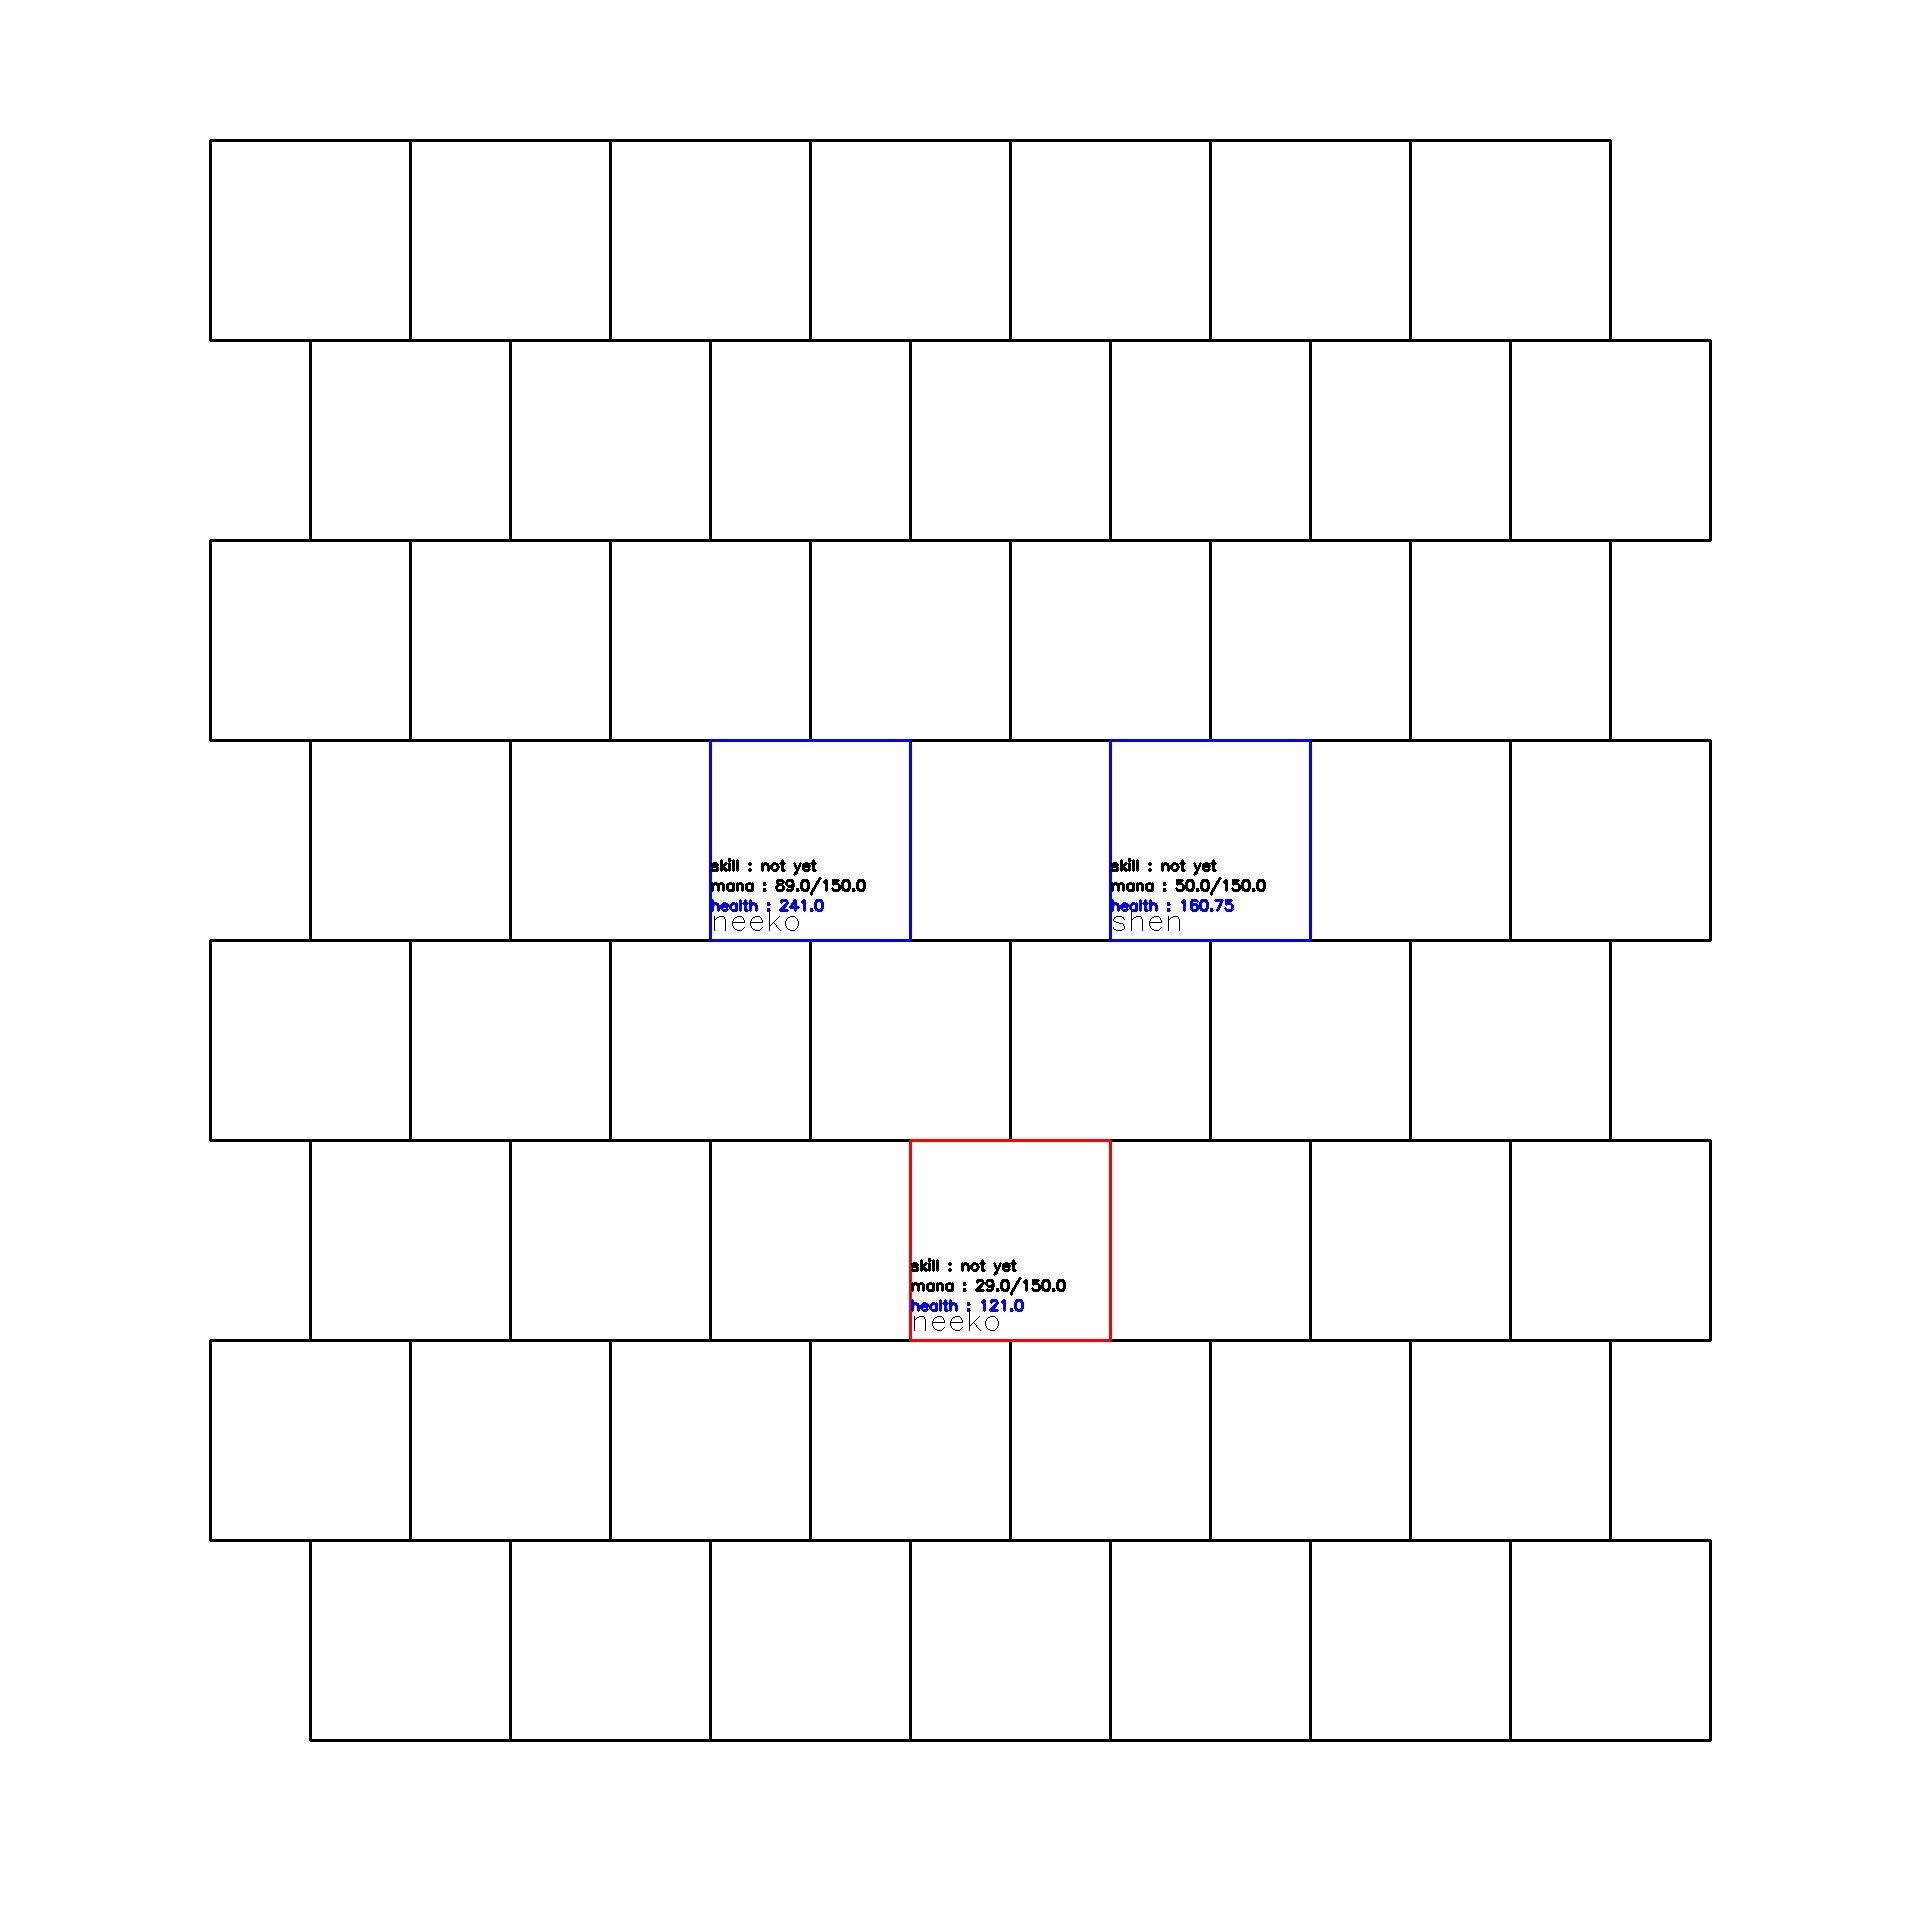 skill : not yet
mana : 89.0/150.0
health : 241.0
neeko
skill : not yet
mana : 50.0/150.0
health : 160.75
shen
skill : not yet
mana : 29.0/150.0
health : 121.0
neeko